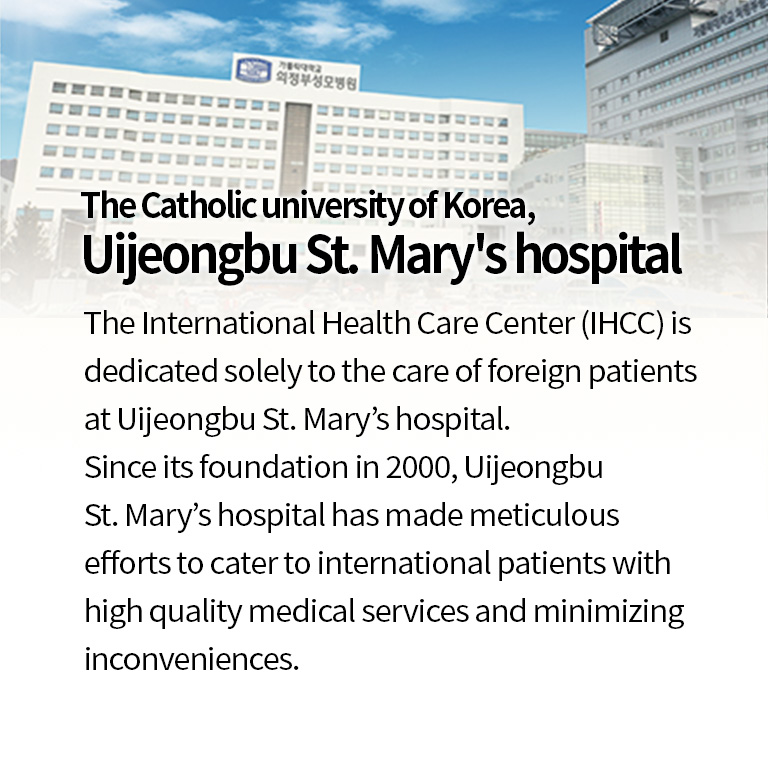 가톨릭대학교
의정부성모병원
The Catholic university of Korea,
Uijeongbu St. Mary's hospital
The International Health Care Center (IHCC) is
dedicated solely to the care of foreign patients
at Uijeongbu St. Mary’s hospital.
Since its foundation in 2000, Uijeongbu
St. Mary’s hospital has made meticulous
efforts to cater to international patients with
high quality medical services and minimizing
inconveniences.